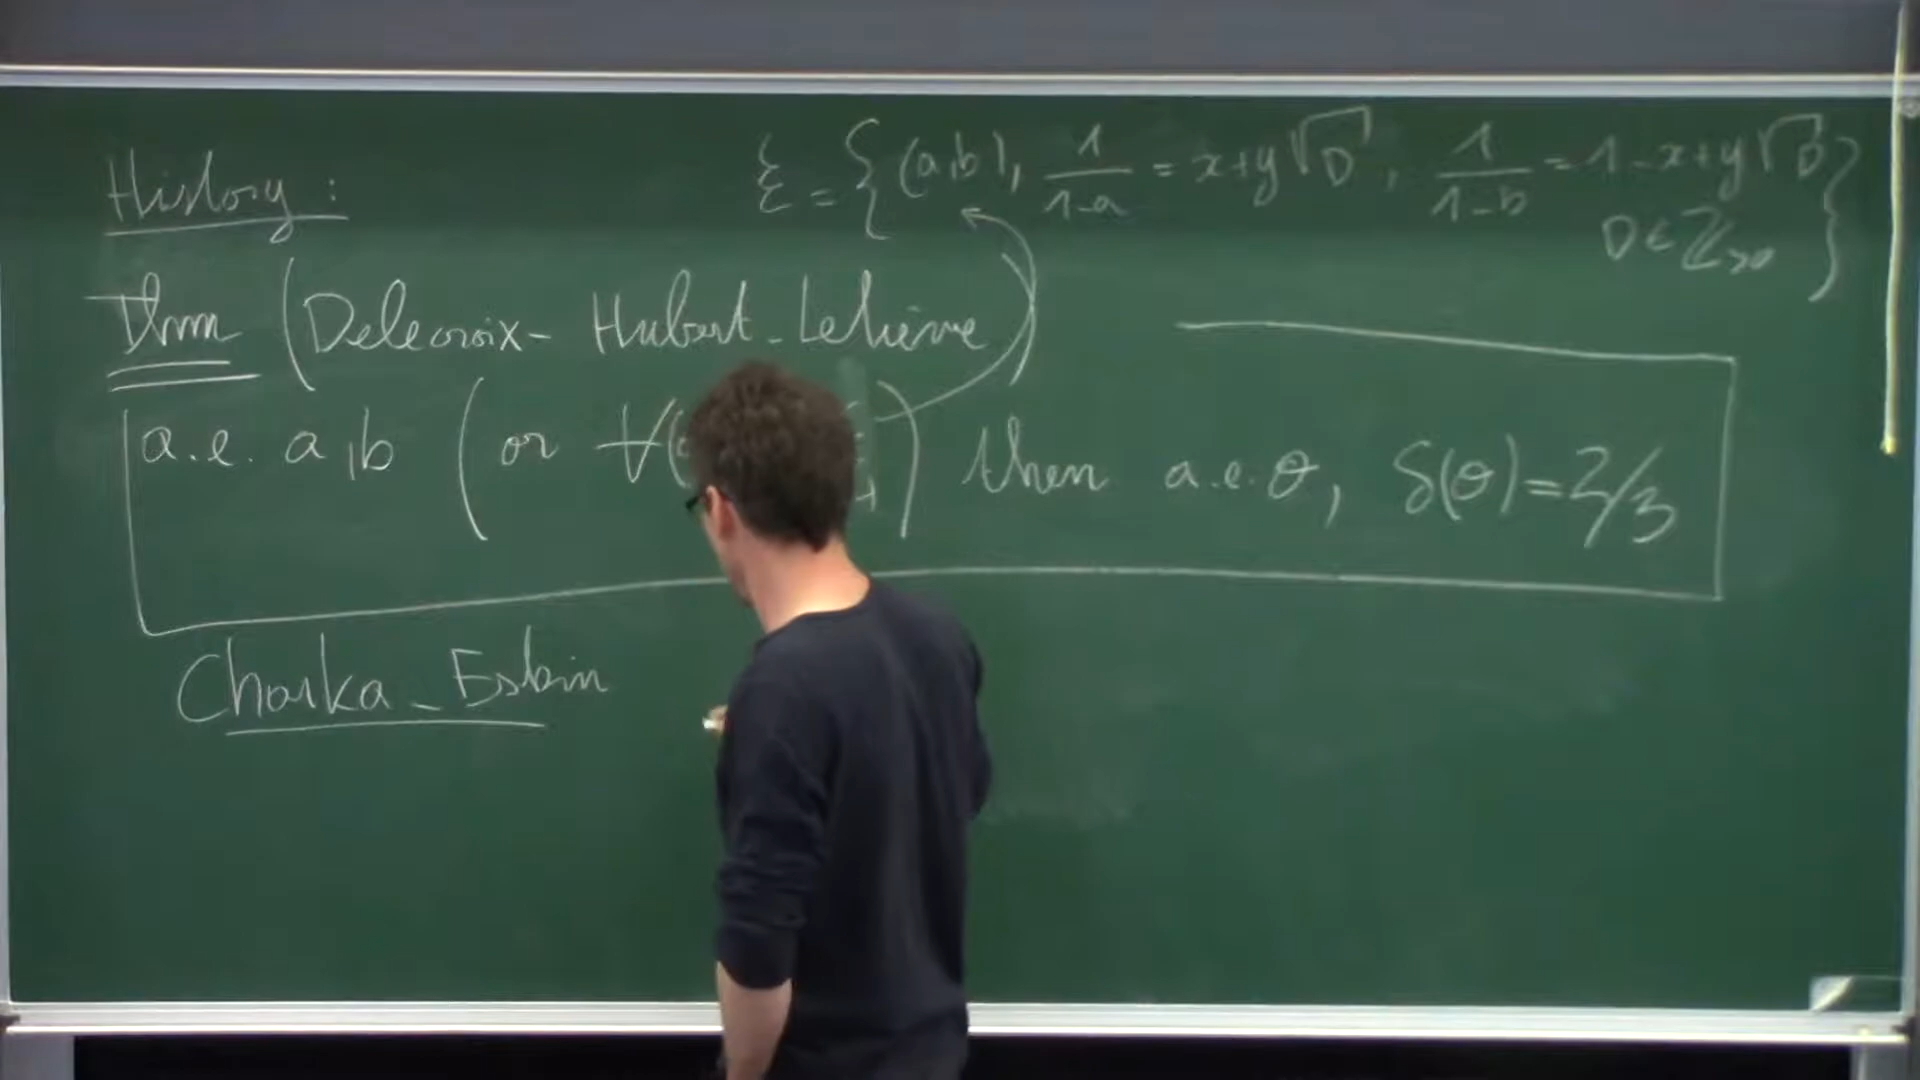 History :
ℰ = { (a,b), 1/(1-a) = x+y√D, 1/(1-b) = 1-x+y√D
D ∈ ℤ>0 }
Thm (Delecroix - Hubert - Lelièvre)
a.e. a,b (or ∀( ) then a.e. θ, δ(θ) = 2/3
Chaika - Eskin